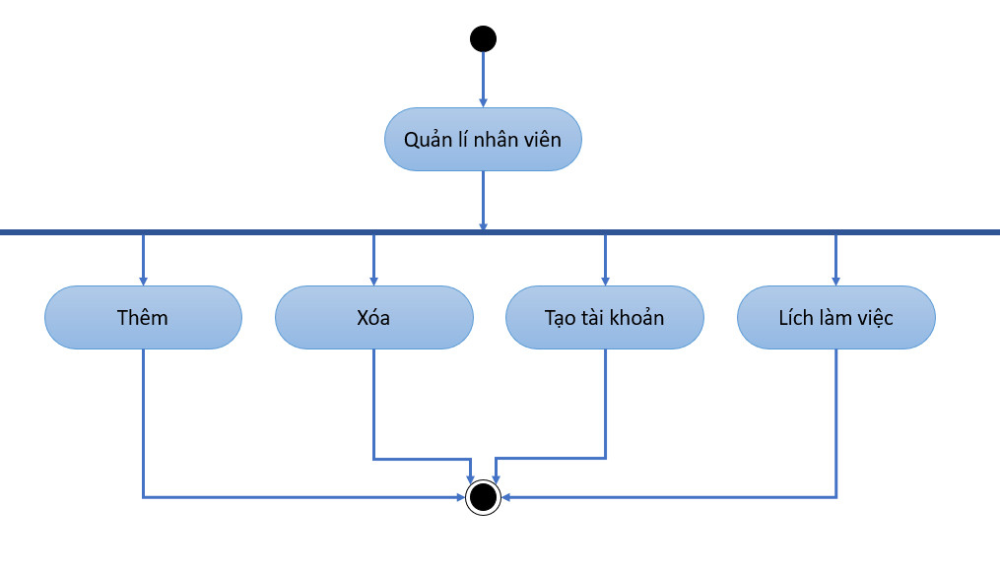 Quản lí nhân viên
Thêm
Xóa
Tạo tài khoản
Lích làm việc